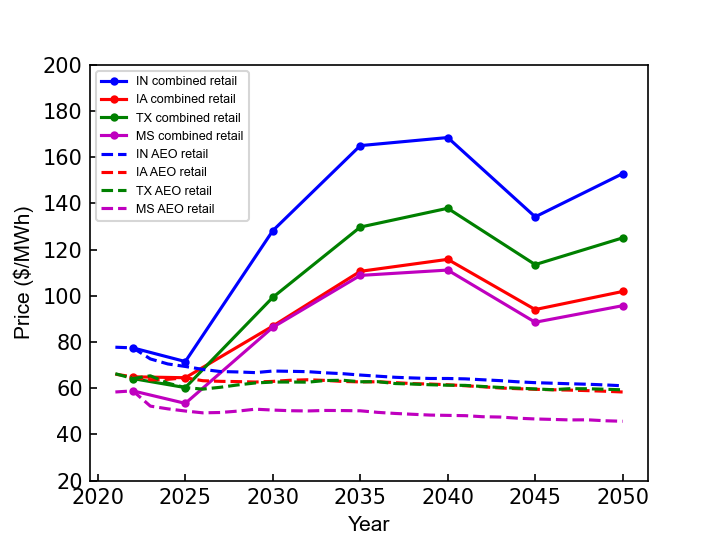 200
180
160
140
120
100
80
60
40
20
Price ($/MWh)
IN combined retail
IA combined retail
TX combined retail
MS combined retail
IN AEO retail
IA AEO retail
TX AEO retail
MS AEO retail
2020 2025 2030 2035 2040 2045 2050
Year